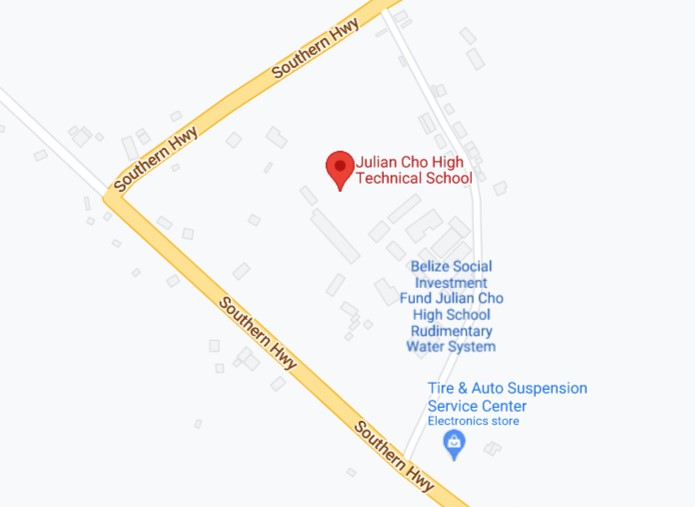 Southern Hwy
Southern Hwy
Julian Cho High
Technical School
Belize Social
Investment
Fund Julian Cho
High School
Rudimentary
Water System
Southern Hwy
Tire & Auto Suspension
Service Center
Electronics store
Southern Hwy